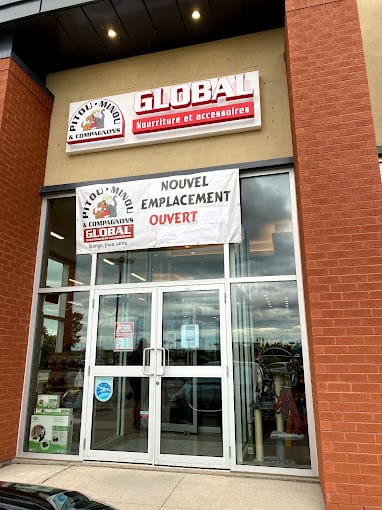 PITOU • MINOU
& COMPAGNONS
GLOBAL
Nourriture et accessoires
PITOU • MINOU
& COMPAGNONS
GLOBAL
NOUVEL
EMPLACEMENT
OUVERT